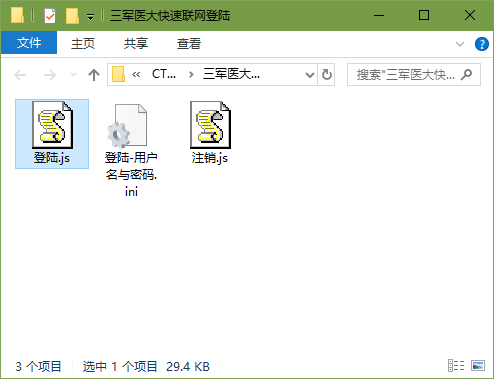 三军医大快速联网登陆
文件 主页 共享 查看
« CT... 三军医大... 搜索"三军医大快...
登陆.js
登陆-用户
名与密码.
ini
注销.js
3 个项目 选中 1 个项目 29.4 KB